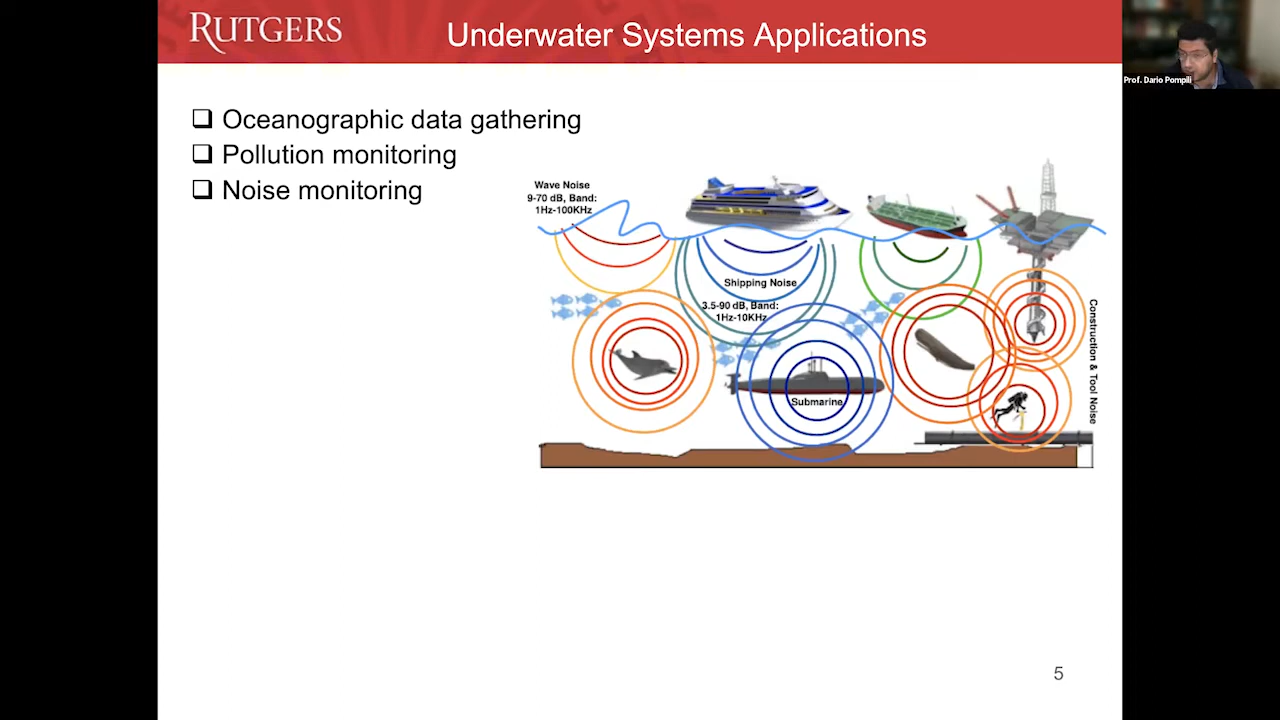 RUTGERS
Underwater Systems Applications
Prof. Dario Pompili
Oceanographic data gathering
Pollution monitoring
Noise monitoring
Wave Noise
9-70 dB, Band:
1Hz-100KHz
Shipping Noise
3.5-90 dB, Band:
1Hz-10KHz
Submarine
Construction & Tool Noise
5